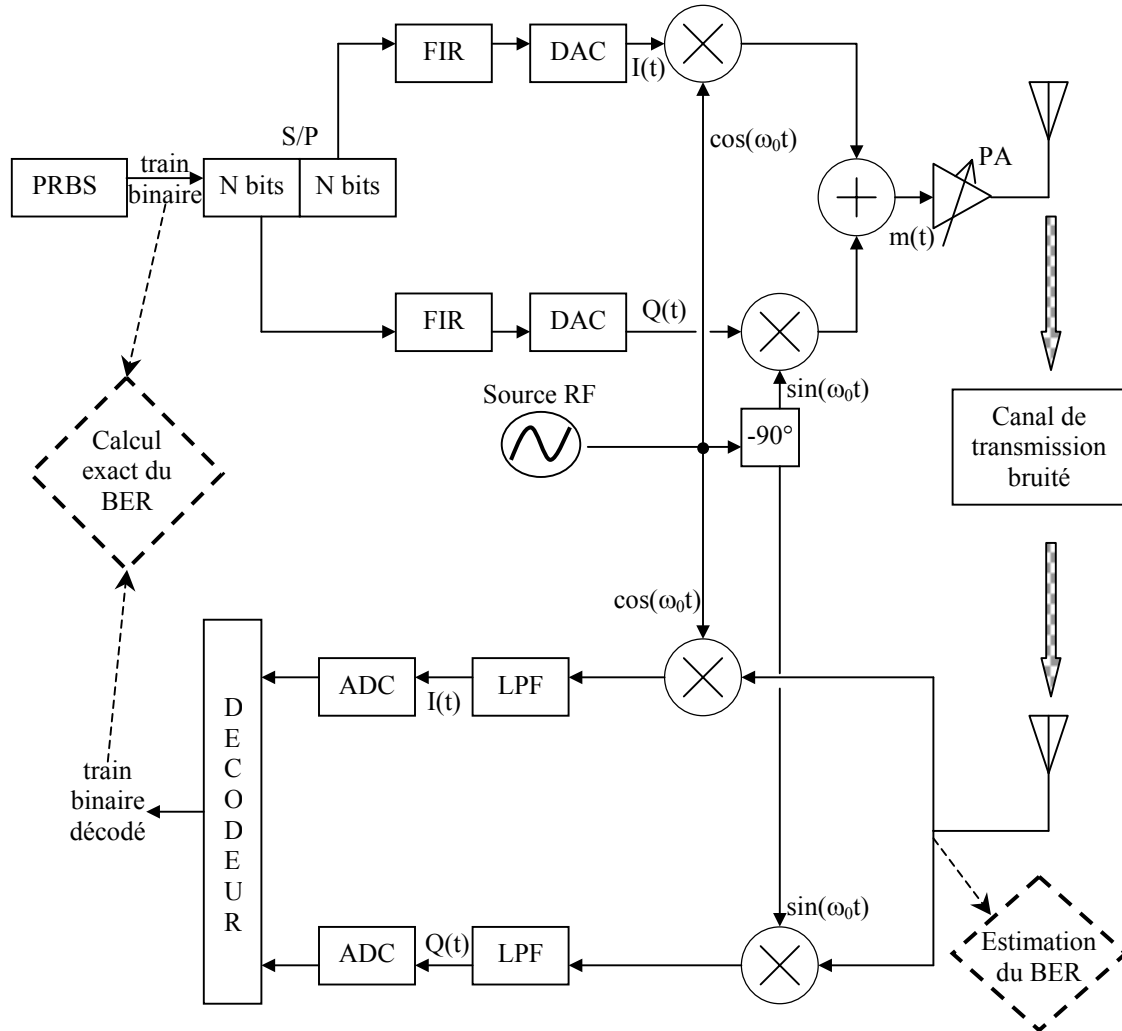 FIR
DAC
I(t)
S/P
cos(ω₀t)
PRBS
train
binaire
N bits
N bits
PA
m(t)
FIR
DAC
Q(t)
sin(ω₀t)
Source RF
-90°
Canal de
transmission
bruité
Calcul
exact du
BER
cos(ω₀t)
ADC
I(t)
LPF
DECODEUR
train
binaire
décodé
sin(ω₀t)
ADC
Q(t)
LPF
Estimation
du BER